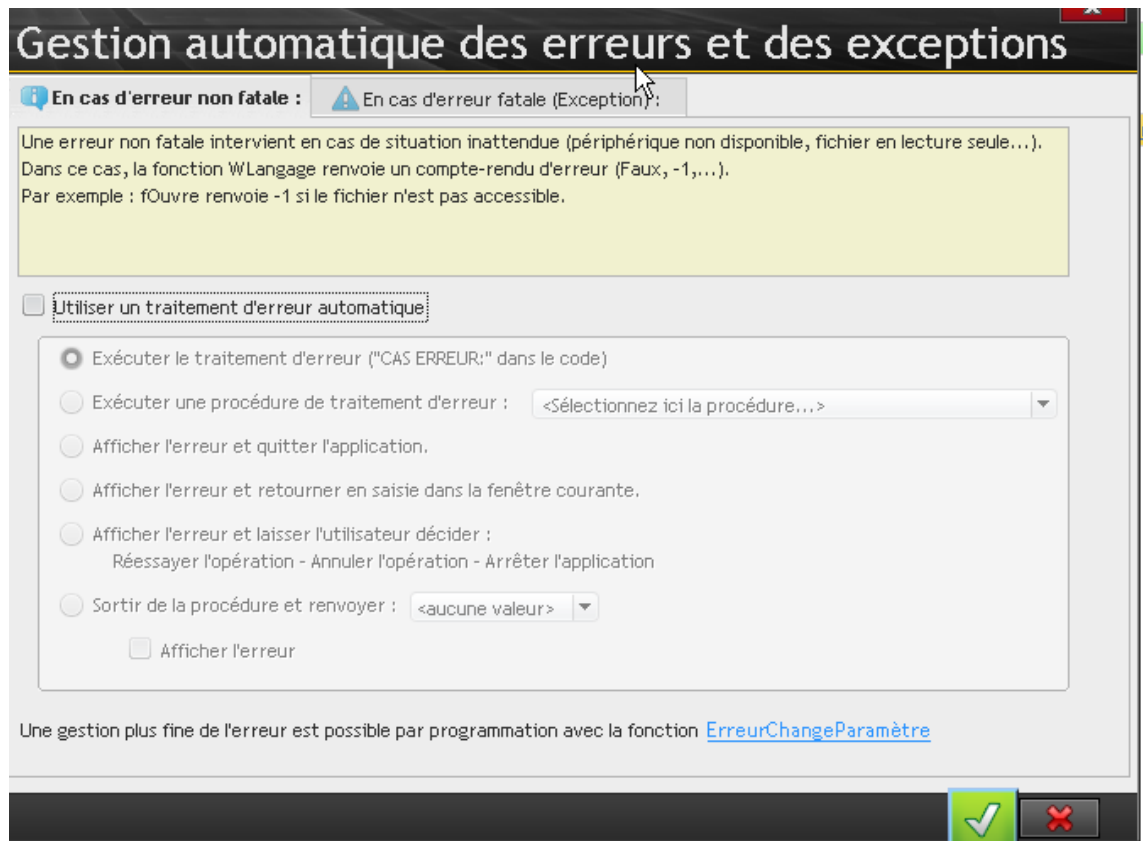 Gestion automatique des erreurs et des exceptions
En cas d'erreur non fatale :
En cas d'erreur fatale (Exception) :
Une erreur non fatale intervient en cas de situation inattendue (périphérique non disponible, fichier en lecture seule...).
Dans ce cas, la fonction WLangage renvoie un compte-rendu d'erreur (Faux, -1,...).
Par exemple : fOuvre renvoie -1 si le fichier n'est pas accessible.
Utiliser un traitement d'erreur automatique
Exécuter le traitement d'erreur ("CAS ERREUR:" dans le code)
Exécuter une procédure de traitement d'erreur : <Sélectionnez ici la procédure...>
Afficher l'erreur et quitter l'application.
Afficher l'erreur et retourner en saisie dans la fenêtre courante.
Afficher l'erreur et laisser l'utilisateur décider :
Réessayer l'opération - Annuler l'opération - Arrêter l'application
Sortir de la procédure et renvoyer : <aucune valeur>
Afficher l'erreur
Une gestion plus fine de l'erreur est possible par programmation avec la fonction ErreurChangeParamètre